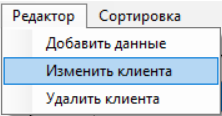 Редактор Сортировка
Добавить данные
Изменить клиента
Удалить клиента